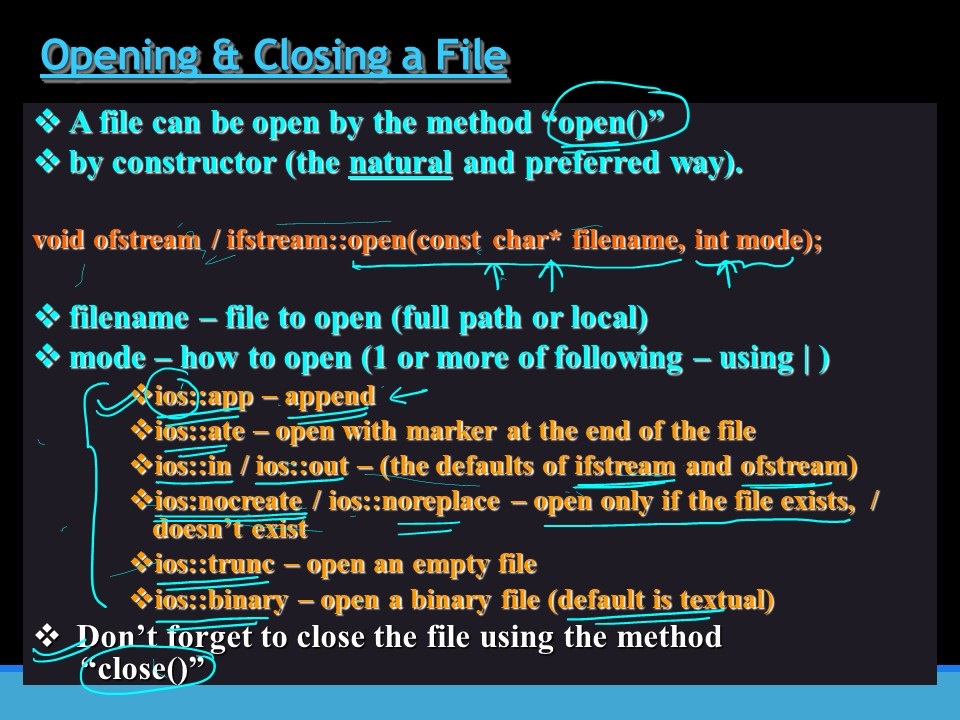 Opening & Closing a File
❖ A file can be open by the method “open()”
❖ by constructor (the natural and preferred way).
void ofstream / ifstream::open(const char* filename, int mode);
❖ filename – file to open (full path or local)
❖ mode – how to open (1 or more of following – using | )
❖ios::app – append
❖ios::ate – open with marker at the end of the file
❖ios::in / ios::out – (the defaults of ifstream and ofstream)
❖ios:nocreate / ios::noreplace – open only if the file exists, /
doesn’t exist
❖ios::trunc – open an empty file
❖ios::binary – open a binary file (default is textual)
❖ Don’t forget to close the file using the method
“close()”